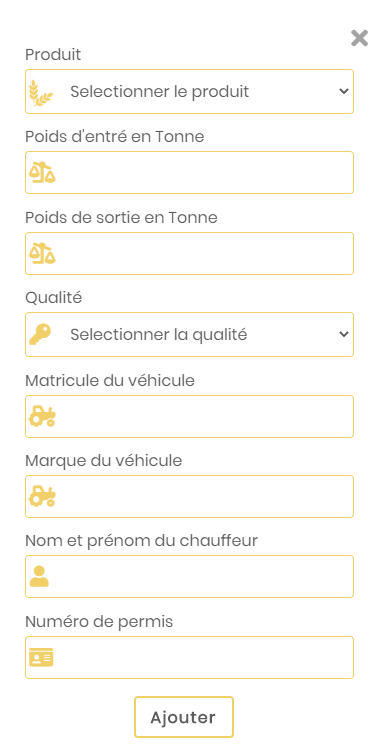 Produit
Selectionner le produit
Poids d'entré en Tonne
Poids de sortie en Tonne
Qualité
Selectionner la qualité
Matricule du véhicule
Marque du véhicule
Nom et prénom du chauffeur
Numéro de permis
Ajouter